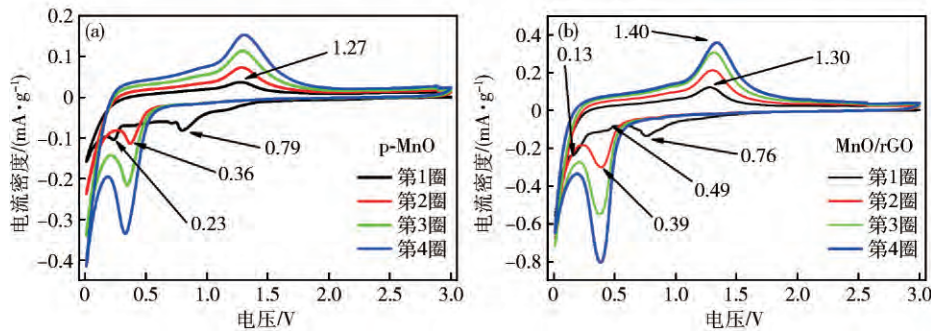 (a)
0.2
0.1
0
−0.1
−0.2
−0.3
−0.4
电流密度/(mA·g⁻¹)
1.27
0.79
0.36
0.23
p-MnO
第1圈
第2圈
第3圈
第4圈
0 0.5 1.0 1.5 2.0 2.5 3.0
电压/V
(b)
0.4
0.2
0
−0.2
−0.4
−0.6
−0.8
电流密度/(mA·g⁻¹)
1.40
0.13
1.30
0.76
0.49
0.39
MnO/rGO
第1圈
第2圈
第3圈
第4圈
0 0.5 1.0 1.5 2.0 2.5 3.0
电压/V